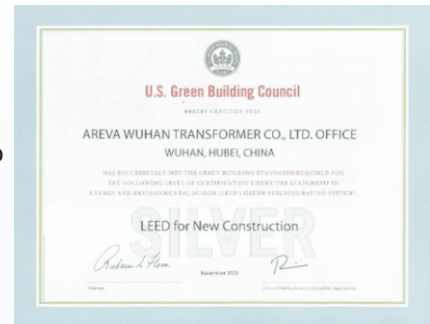 U.S. Green Building Council
HEREBY CERTIFIES THAT
AREVA WUHAN TRANSFORMER CO., LTD. OFFICE
WUHAN, HUBEI, CHINA
HAS SUCCESSFULLY MET THE GREEN BUILDING STANDARDS REQUIRED FOR
THE FOLLOWING LEVEL OF CERTIFICATION UNDER THE LEADERSHIP IN
ENERGY AND ENVIRONMENTAL DESIGN (LEED) GREEN BUILDING RATING SYSTEM
SILVER
LEED for New Construction
November